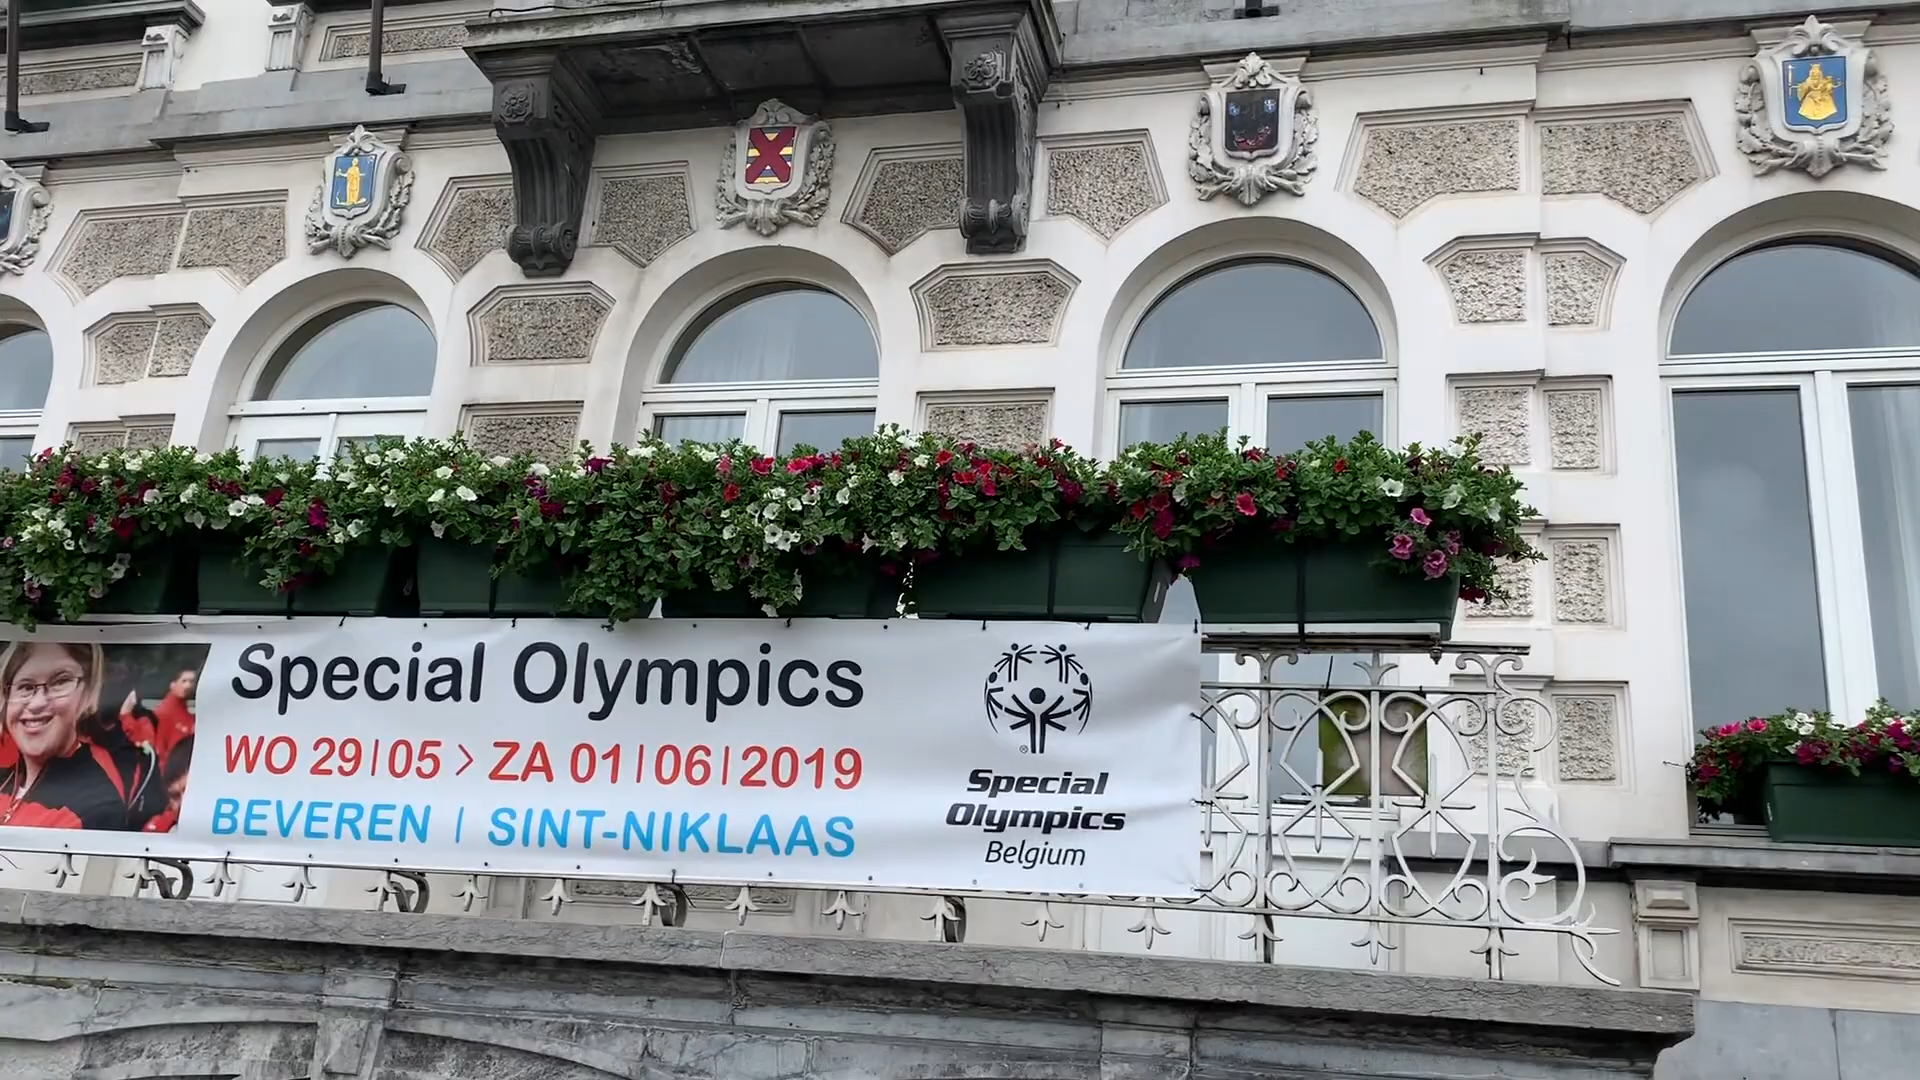 Special Olympics
WO 29|05 > ZA 01|06|2019
BEVEREN | SINT-NIKLAAS
Special
Olympics
Belgium